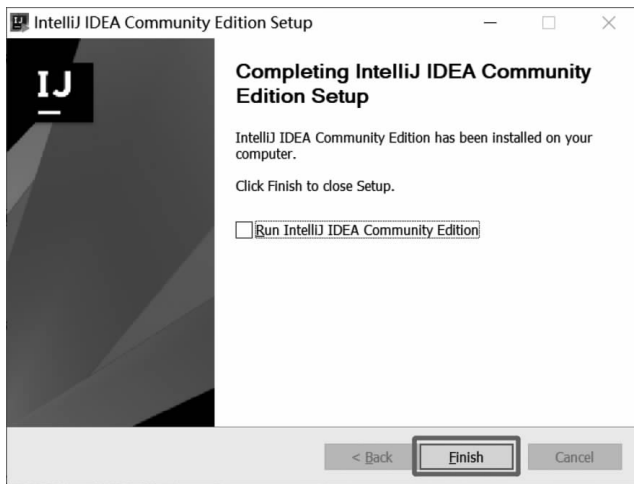 IntelliJ IDEA Community Edition Setup
IJ
Completing IntelliJ IDEA Community
Edition Setup
IntelliJ IDEA Community Edition has been installed on your
computer.
Click Finish to close Setup.
Run IntelliJ IDEA Community Edition
< Back
Finish
Cancel